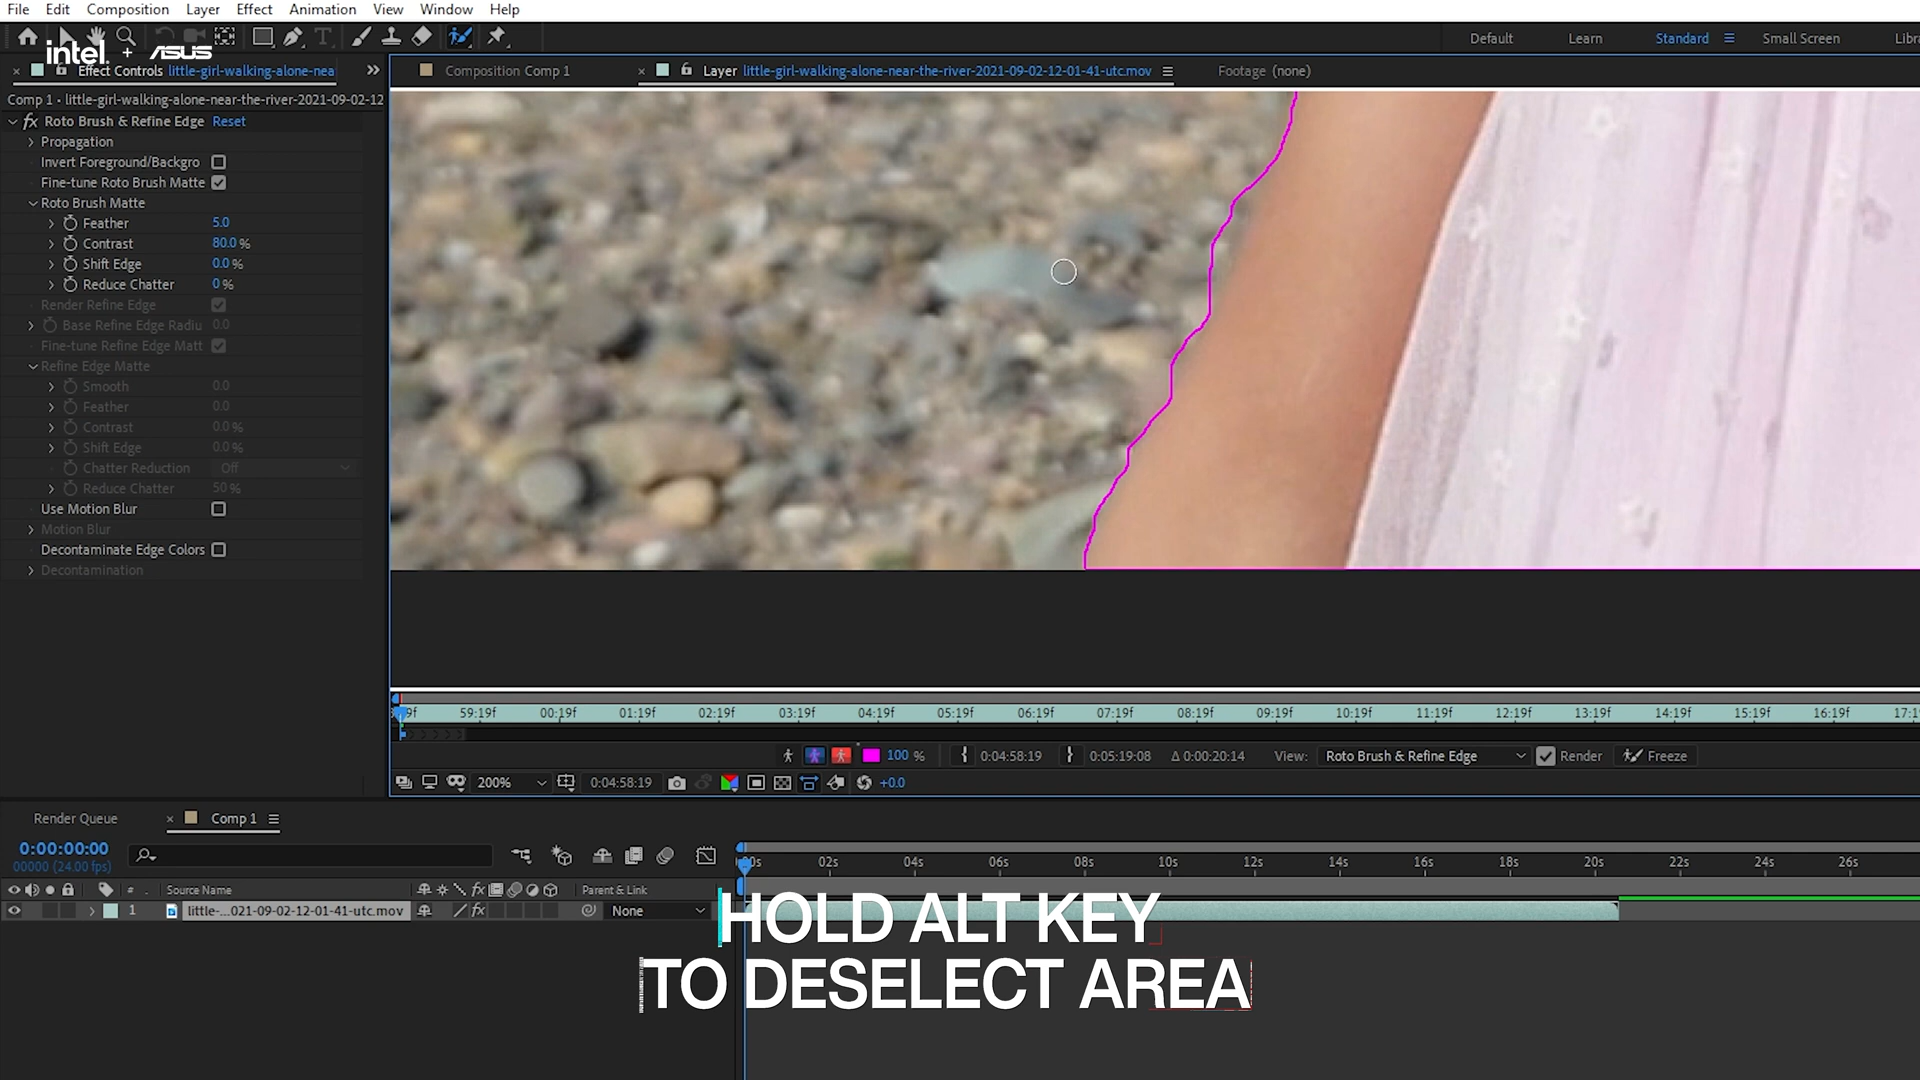 File Edit Composition Layer Effect Animation View Window Help
intel. + ASUS
Default Learn Standard Small Screen
Effect Controls little-girl-walking-alone-nea
Composition Comp 1
Layer little-girl-walking-alone-near-the-river-2021-09-02-12-01-41-utc.mov
Footage (none)
Comp 1 • little-girl-walking-alone-near-the-river-2021-09-02-12
fx Roto Brush & Refine Edge Reset
Propagation
Invert Foreground/Backgro
Fine-tune Roto Brush Matte
Roto Brush Matte
Feather 5.0
Contrast 80.0 %
Shift Edge 0.0 %
Reduce Chatter 0 %
Render Refine Edge
Base Refine Edge Radiu 0.0
Fine-tune Refine Edge Matt
Refine Edge Matte
Smooth 0.0
Feather 0.0
Contrast 0.0 %
Shift Edge 0.0 %
Chatter Reduction Off
Reduce Chatter 50 %
Use Motion Blur
Motion Blur
Decontaminate Edge Colors
Decontamination
59:19f 00:19f 01:19f 02:19f 03:19f 04:19f 05:19f 06:19f 07:19f 08:19f 09:19f 10:19f 11:19f 12:19f 13:19f 14:19f 15:19f 16:19f
100 % 0:04:58:19 0:05:19:08 Δ 0:00:20:14 View: Roto Brush & Refine Edge Render Freeze
200% 0:04:58:19 +0.0
Render Queue Comp 1
0:00:00:00
00000 (24.00 fps)
02s 04s 06s 08s 10s 12s 14s 16s 18s 20s 22s 24s 26s
# Source Name fx Parent & Link
1 little-...021-09-02-12-01-41-utc.mov fx None
HOLD ALT KEY
TO DESELECT AREA